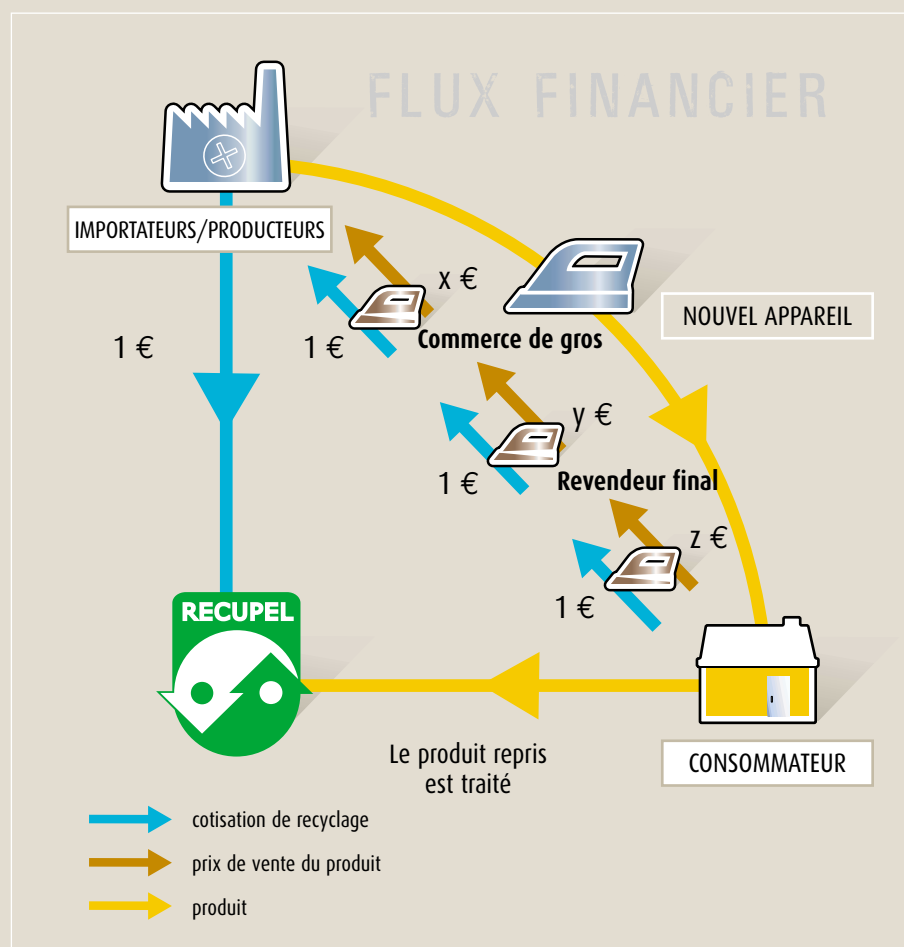 FLUX FINANCIER
IMPORTATEURS/PRODUCTEURS
x €
1 €
1 €
Commerce de gros
NOUVEL APPAREIL
y €
1 €
Revendeur final
z €
1 €
RECUPEL
Le produit repris
est traité
CONSOMMATEUR
cotisation de recyclage
prix de vente du produit
produit